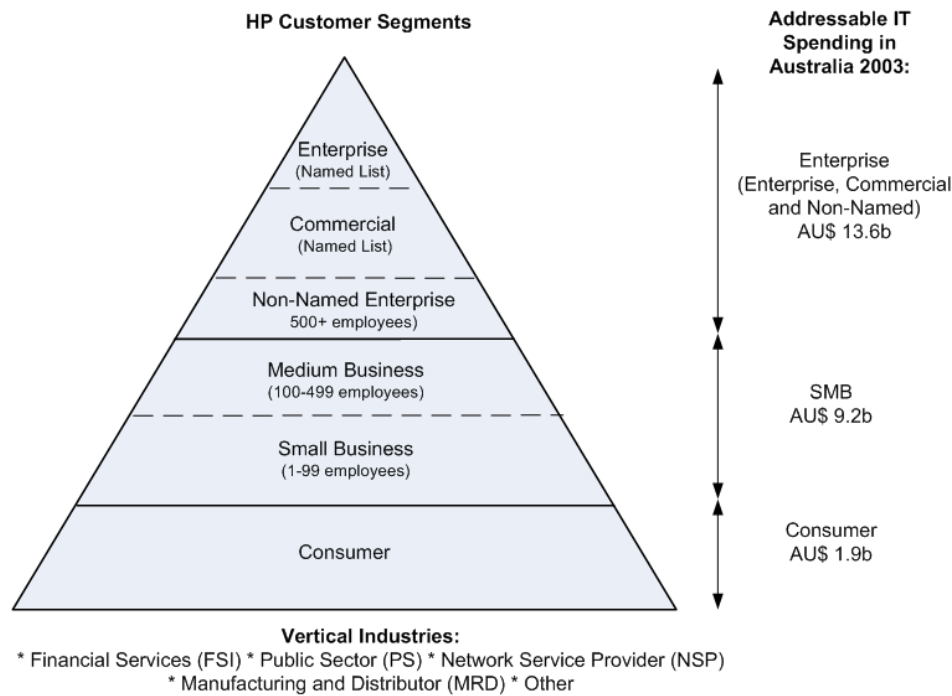 HP Customer Segments
Addressable IT
Spending in
Australia 2003:
Enterprise
(Named List)
Commercial
(Named List)
Non-Named Enterprise
500+ employees)
Medium Business
(100-499 employees)
Small Business
(1-99 employees)
Consumer
Enterprise
(Enterprise, Commercial
and Non-Named)
AU$ 13.6b
SMB
AU$ 9.2b
Consumer
AU$ 1.9b
Vertical Industries:
* Financial Services (FSI) * Public Sector (PS) * Network Service Provider (NSP)
* Manufacturing and Distributor (MRD) * Other